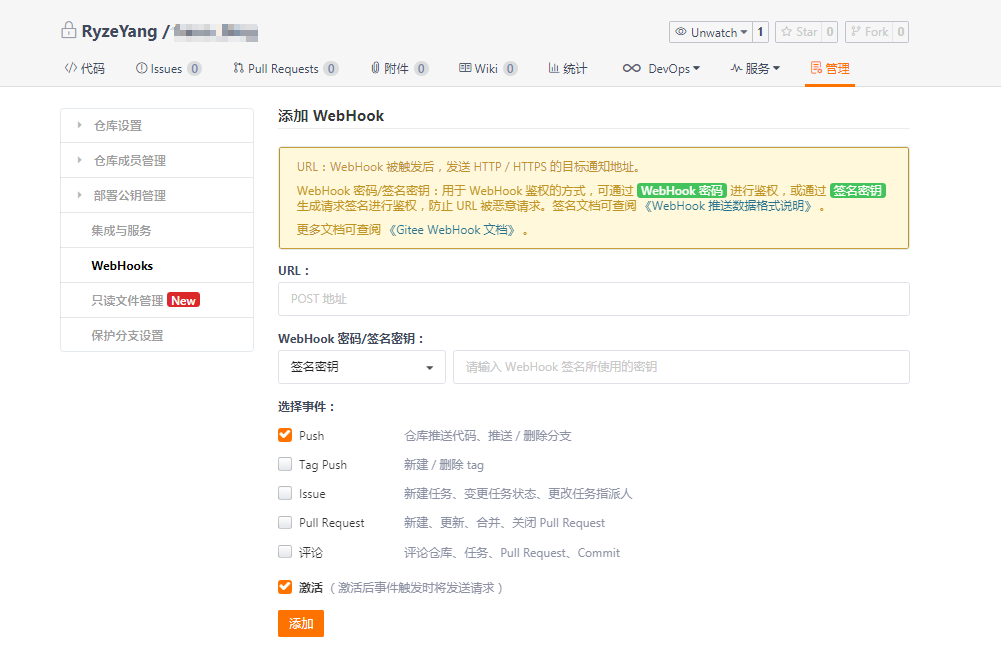 RyzeYang /
Unwatch 1 Star 0 Fork 0
代码 Issues 0 Pull Requests 0 附件 0 Wiki 0 统计 DevOps 服务 管理
仓库设置
仓库成员管理
部署公钥管理
集成与服务
WebHooks
只读文件管理 New
保护分支设置
添加 WebHook
URL：WebHook 被触发后，发送 HTTP / HTTPS 的目标通知地址。
WebHook 密码/签名密钥：用于 WebHook 鉴权的方式，可通过 WebHook 密码 进行鉴权，或通过 签名密钥
生成请求签名进行鉴权，防止 URL 被恶意请求。签名文档可查阅 《WebHook 推送数据格式说明》 。
更多文档可查阅 《Gitee WebHook 文档》 。
URL：
POST 地址
WebHook 密码/签名密钥：
签名密钥 请输入 WebHook 签名所使用的密钥
选择事件：
Push 仓库推送代码、推送 / 删除分支
Tag Push 新建 / 删除 tag
Issue 新建任务、变更任务状态、更改任务指派人
Pull Request 新建、更新、合并、关闭 Pull Request
评论 评论仓库、任务、Pull Request、Commit
激活（激活后事件触发时将发送请求）
添加